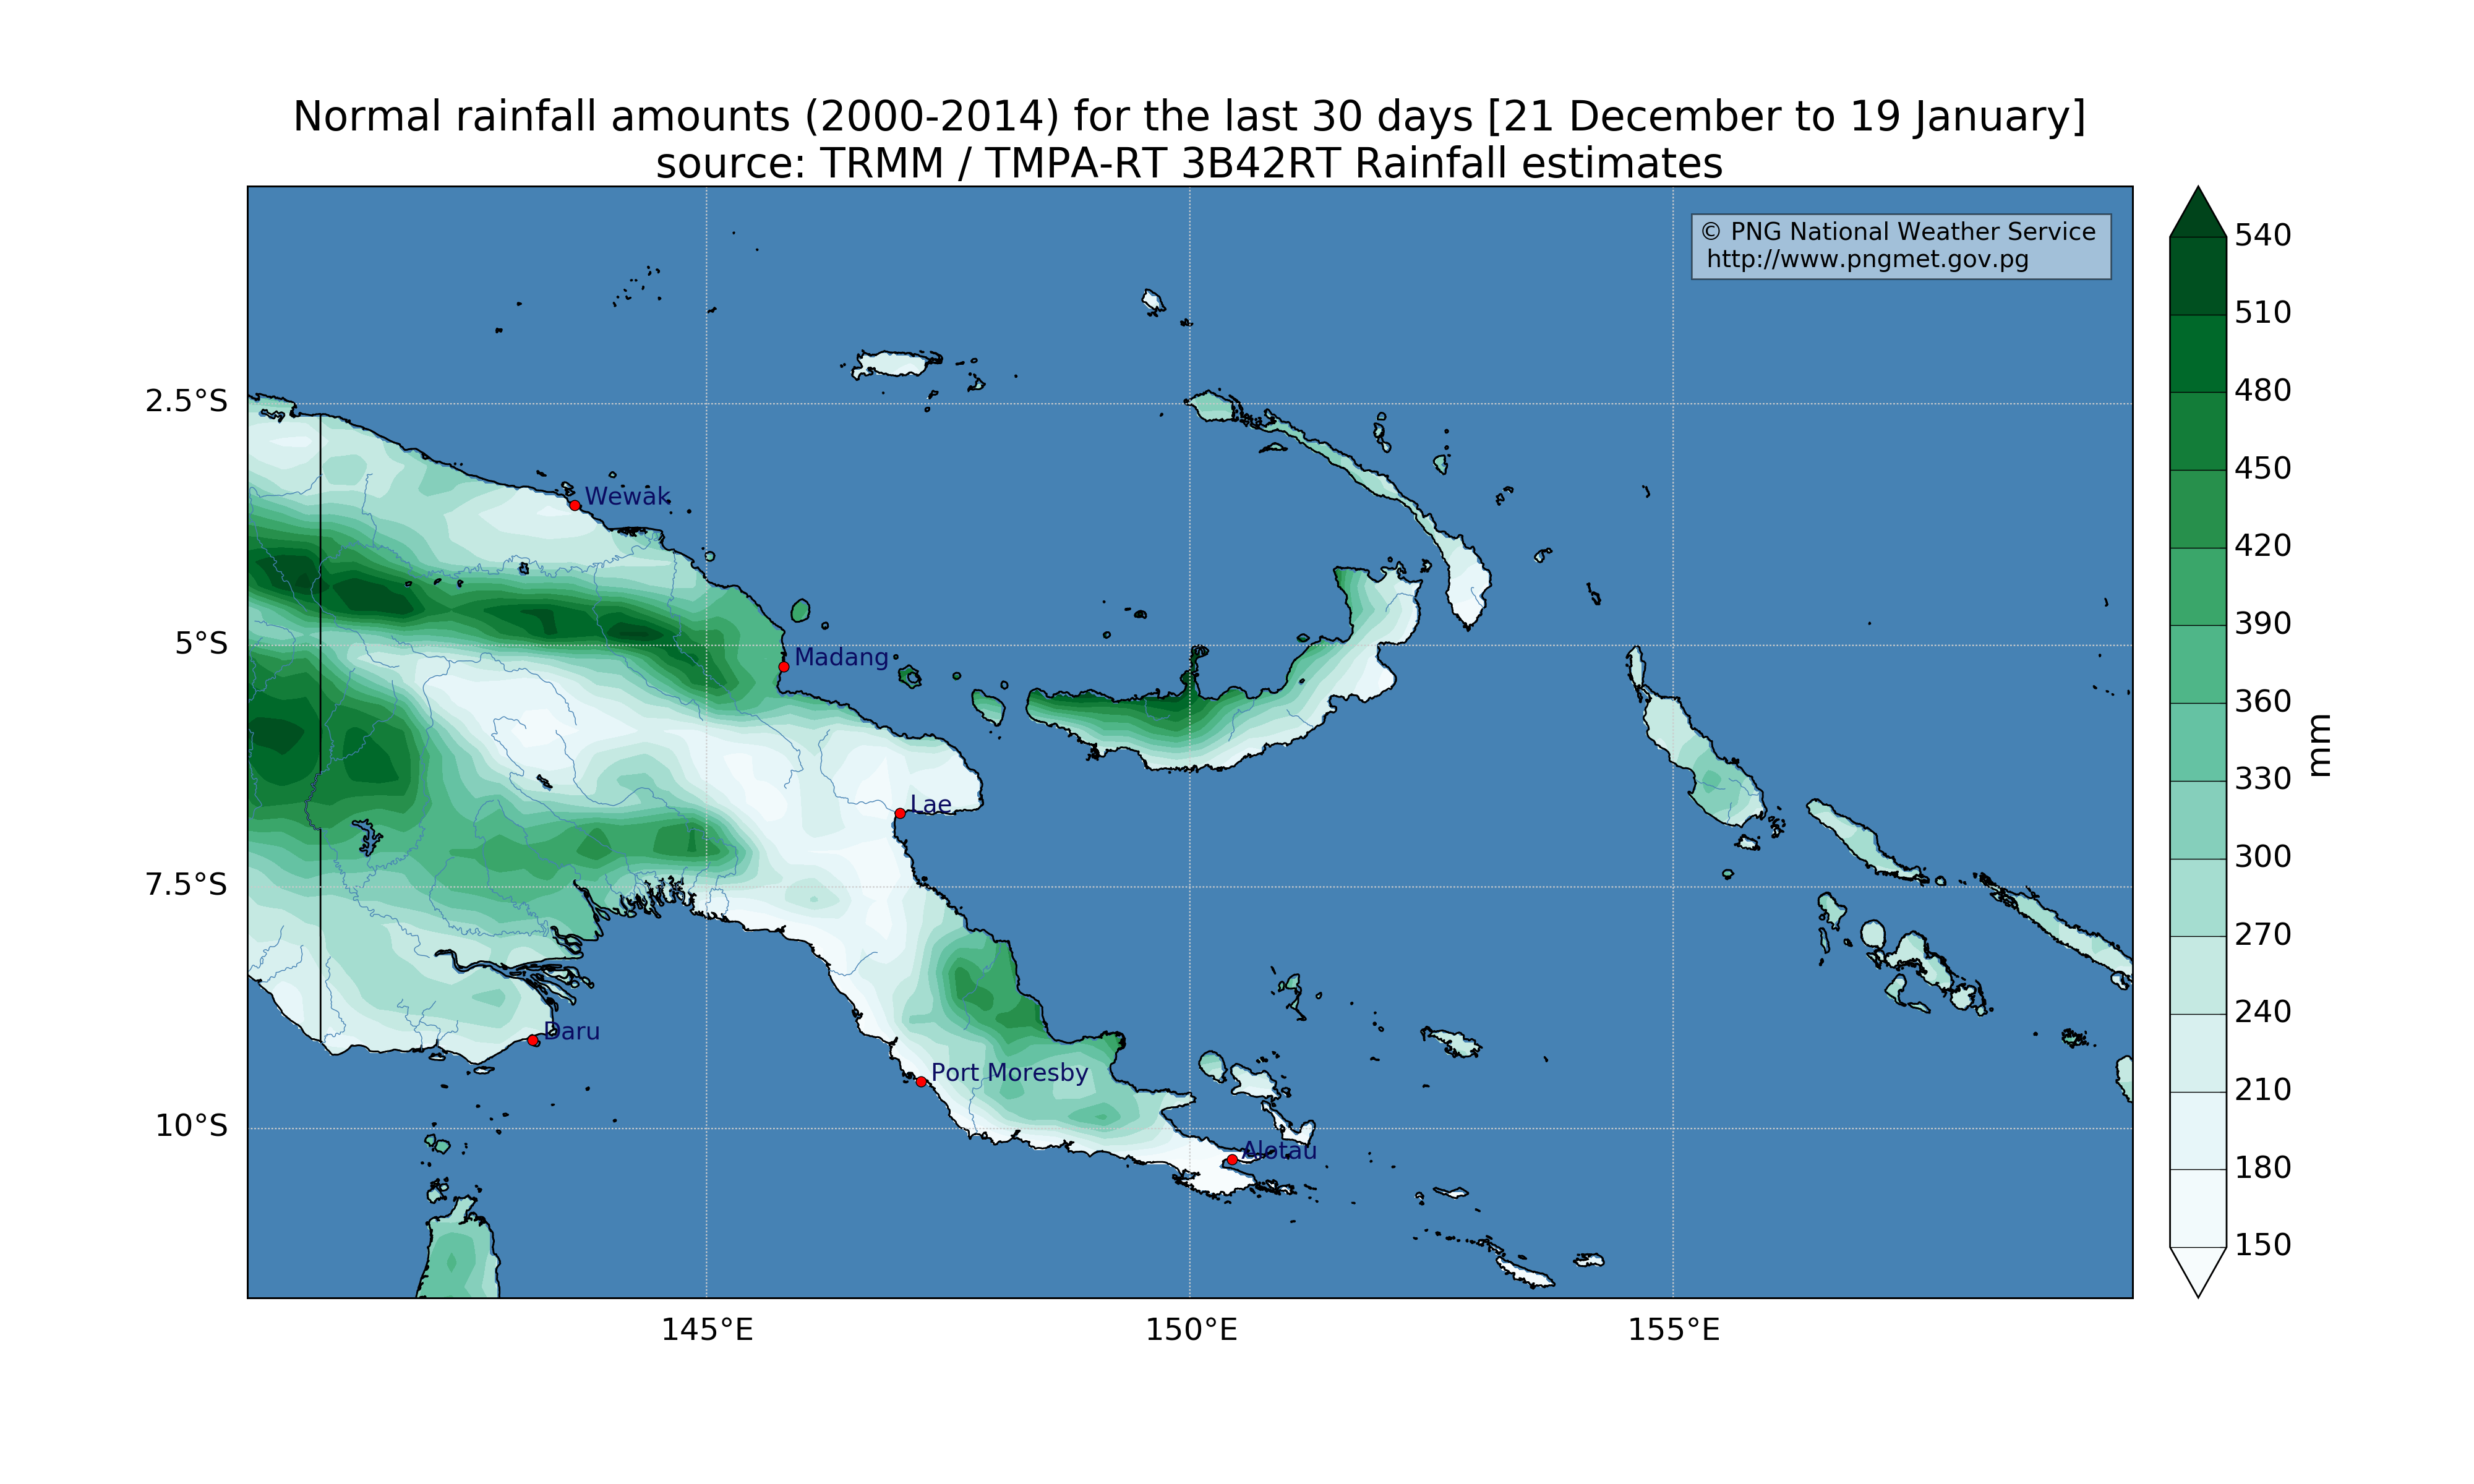 Normal rainfall amounts (2000-2014) for the last 30 days [21 December to 19 January]
source: TRMM / TMPA-RT 3B42RT Rainfall estimates
© PNG National Weather Service
http://www.pngmet.gov.pg
540
510
480
450
420
390
360
330
300
270
240
210
180
150
mm
2.5°S
5°S
7.5°S
10°S
Wewak
Madang
Lae
Daru
Port Moresby
Alotau
145°E
150°E
155°E